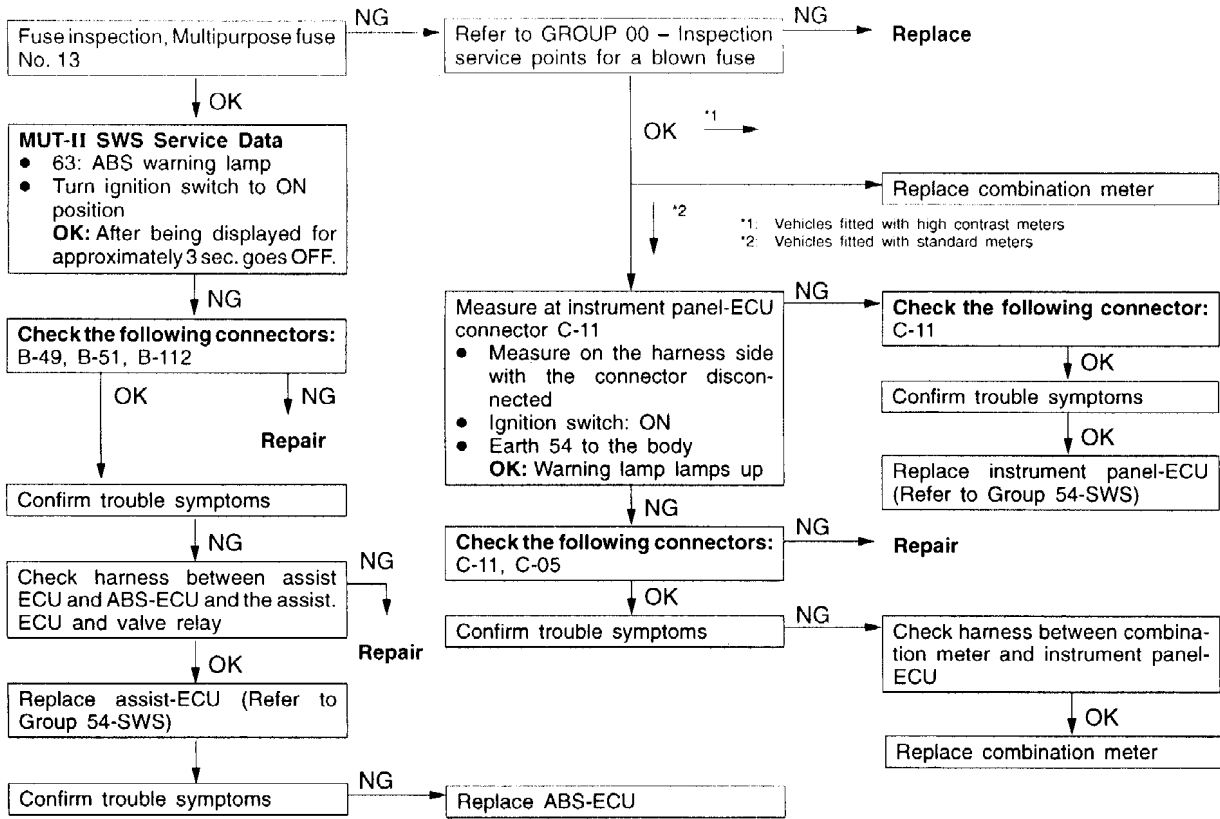 Fuse inspection, Multipurpose fuse
No. 13
NG
Refer to GROUP 00 – Inspection
service points for a blown fuse
NG
Replace
OK
MUT-II SWS Service Data
● 63: ABS warning lamp
● Turn ignition switch to ON
position
OK: After being displayed for
approximately 3 sec. goes OFF.
NG
Check the following connectors:
B-49, B-51, B-112
OK
NG
Repair
Confirm trouble symptoms
NG
Check harness between assist
ECU and ABS-ECU and the assist.
ECU and valve relay
NG
Repair
OK
Replace assist-ECU (Refer to
Group 54-SWS)
Confirm trouble symptoms
NG
Replace ABS-ECU
OK
*1
Replace combination meter
*2
*1: Vehicles fitted with high contrast meters
*2: Vehicles fitted with standard meters
Measure at instrument panel-ECU
connector C-11
● Measure on the harness side
with the connector discon-
nected
● Ignition switch: ON
● Earth 54 to the body
OK: Warning lamp lamps up
NG
Check the following connector:
C-11
OK
Confirm trouble symptoms
OK
Replace instrument panel-ECU
(Refer to Group 54-SWS)
NG
Check the following connectors:
C-11, C-05
NG
Repair
OK
Confirm trouble symptoms
NG
Check harness between combina-
tion meter and instrument panel-
ECU
OK
Replace combination meter